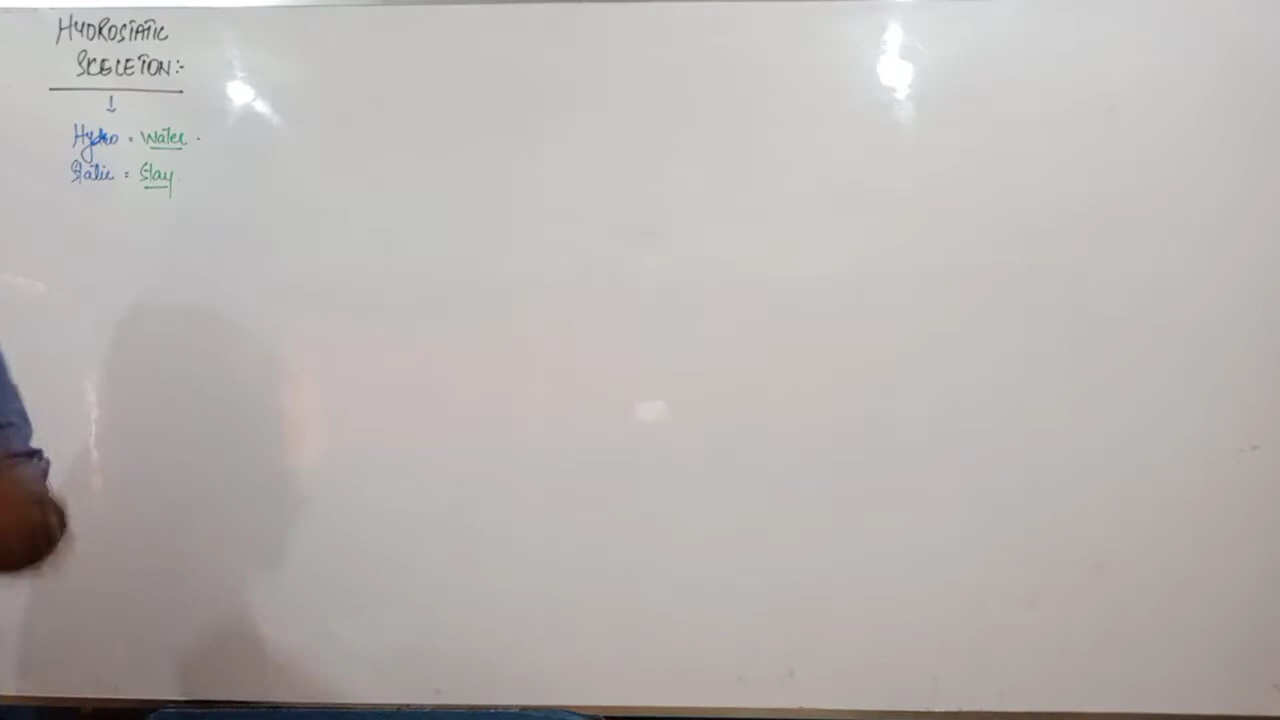 HYDROSTATIC
SKELETON:-
↓
Hydro = Water.
Static = Stay.